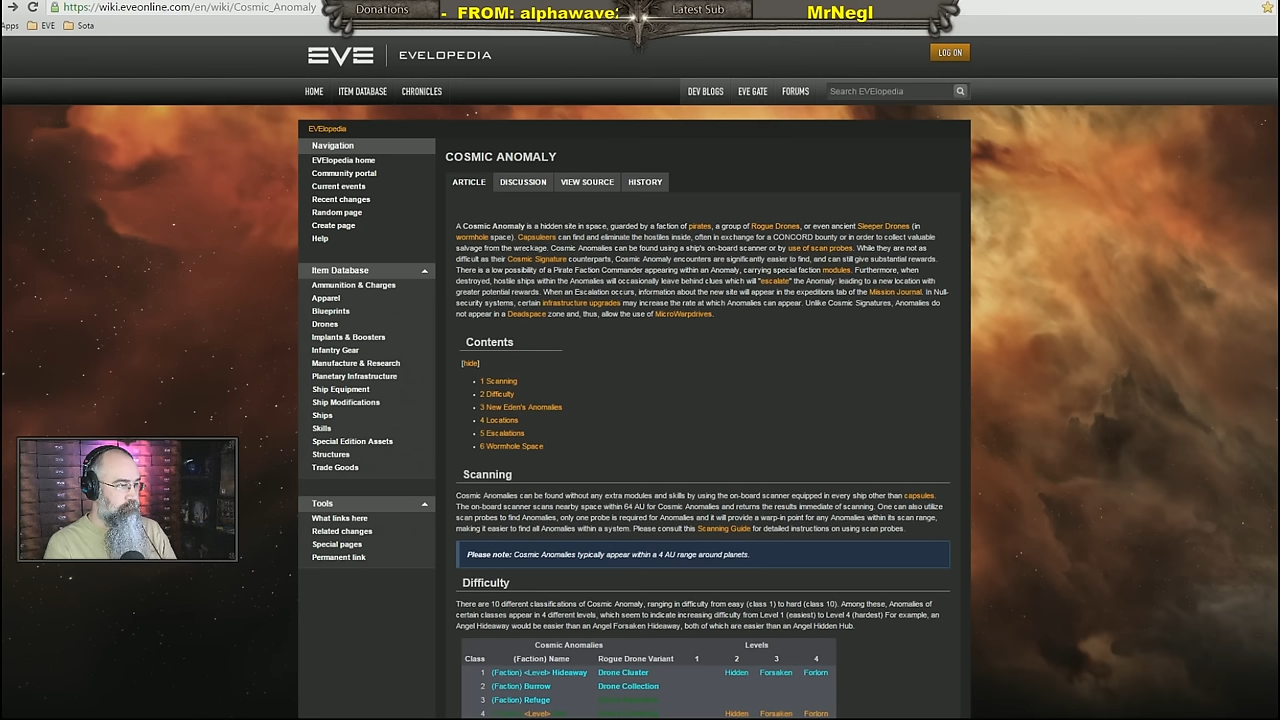 https://wiki.eveonline.com/en/wiki/Cosmic_Anomaly
Donations
- FROM: alphawave
Latest Sub
MrNegl
Apps
EVE
Sota
EVE
EVELOPEDIA
LOG ON
HOME
ITEM DATABASE
CHRONICLES
DEV BLOGS
EVE GATE
FORUMS
Search EVElopedia
EVElopedia
Navigation
EVElopedia home
Community portal
Current events
Recent changes
Random page
Create page
Help
Item Database
Ammunition & Charges
Apparel
Blueprints
Drones
Implants & Boosters
Infantry Gear
Manufacture & Research
Planetary Infrastructure
Ship Equipment
Ship Modifications
Ships
Skills
Special Edition Assets
Structures
Trade Goods
Tools
What links here
Related changes
Special pages
Permanent link
COSMIC ANOMALY
ARTICLE
DISCUSSION
VIEW SOURCE
HISTORY
A Cosmic Anomaly is a hidden site in space, guarded by a faction of pirates, a group of Rogue Drones, or even ancient Sleeper Drones (in
wormhole space). Capsuleers can find and eliminate the hostiles inside, often in exchange for a CONCORD bounty or in order to collect valuable
salvage from the wreckage. Cosmic Anomalies can be found using a ship's on-board scanner or by use of scan probes. While they are not as
difficult as their Cosmic Signature counterparts, Cosmic Anomaly encounters are significantly easier to find, and can still give substantial rewards.
There is a low possibility of a Pirate Faction Commander appearing within an Anomaly, carrying special faction modules. Furthermore, when
destroyed, hostile ships within the Anomalies will occasionally leave behind clues which will "escalate" the Anomaly: leading to a new location with
greater potential rewards. When an Escalation occurs, information about the new site will appear in the expeditions tab of the Mission Journal. In Null-
security systems, certain infrastructure upgrades may increase the rate at which Anomalies can appear. Unlike Cosmic Signatures, Anomalies do
not appear in a Deadspace zone and, thus, allow the use of MicroWarpdrives.
Contents
[hide]
1 Scanning
2 Difficulty
3 New Eden's Anomalies
4 Locations
5 Escalations
6 Wormhole Space
Scanning
Cosmic Anomalies can be found without any extra modules and skills by using the on-board scanner equipped in every ship other than capsules.
The on-board scanner scans nearby space within 64 AU for Cosmic Anomalies and returns the results immediate of scanning. One can also utilize
scan probes to find Anomalies, only one probe is required for Anomalies and it will provide a warp-in point for any Anomalies within its scan range,
making it easier to find all Anomalies within a system. Please consult this Scanning Guide for detailed instructions on using scan probes.
Please note: Cosmic Anomalies typically appear within a 4 AU range around planets.
Difficulty
There are 10 different classifications of Cosmic Anomaly, ranging in difficulty from easy (class 1) to hard (class 10). Among these, Anomalies of
certain classes appear in 4 different levels, which seem to indicate increasing difficulty from Level 1 (easiest) to Level 4 (hardest) For example, an
Angel Hideaway would be easier than an Angel Forsaken Hideaway, both of which are easier than an Angel Hidden Hub.
Cosmic Anomalies Levels
Class (Faction) Name Rogue Drone Variant 1 2 3 4
1 (Faction) <Level> Hideaway Drone Cluster Hidden Forsaken Forlorn
2 (Faction) Burrow Drone Collection
3 (Faction) Refuge
4 <Level> Hidden Forsaken Forlorn